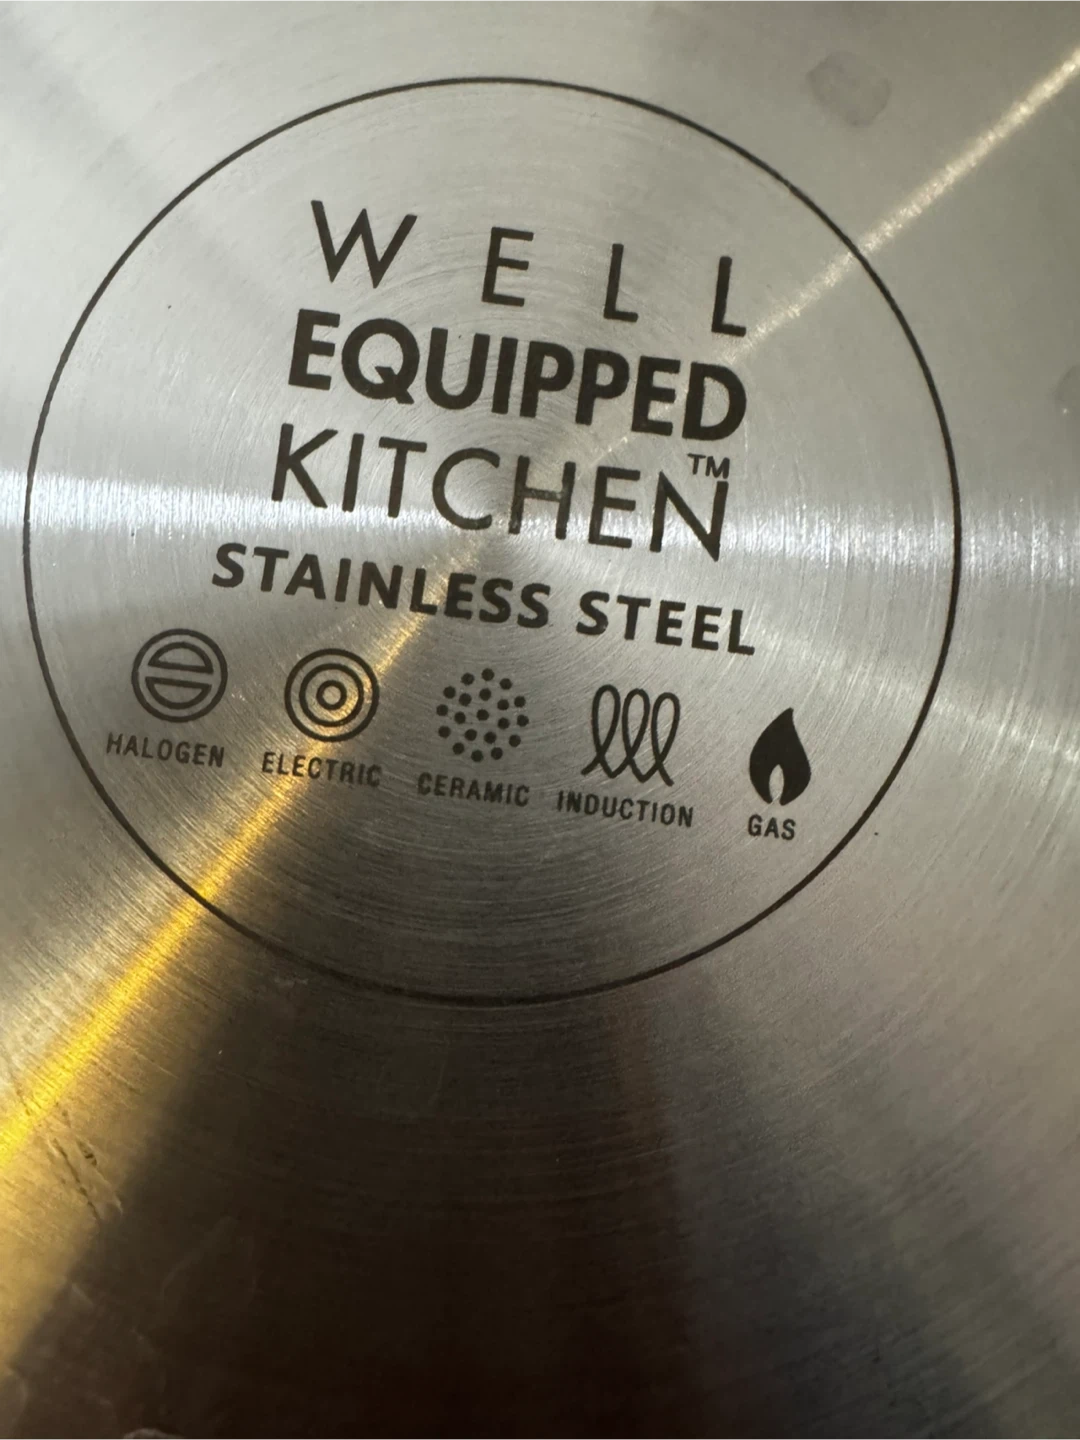 WELL
EQUIPPED
KITCHEN™
STAINLESS STEEL
HALOGEN ELECTRIC CERAMIC INDUCTION GAS